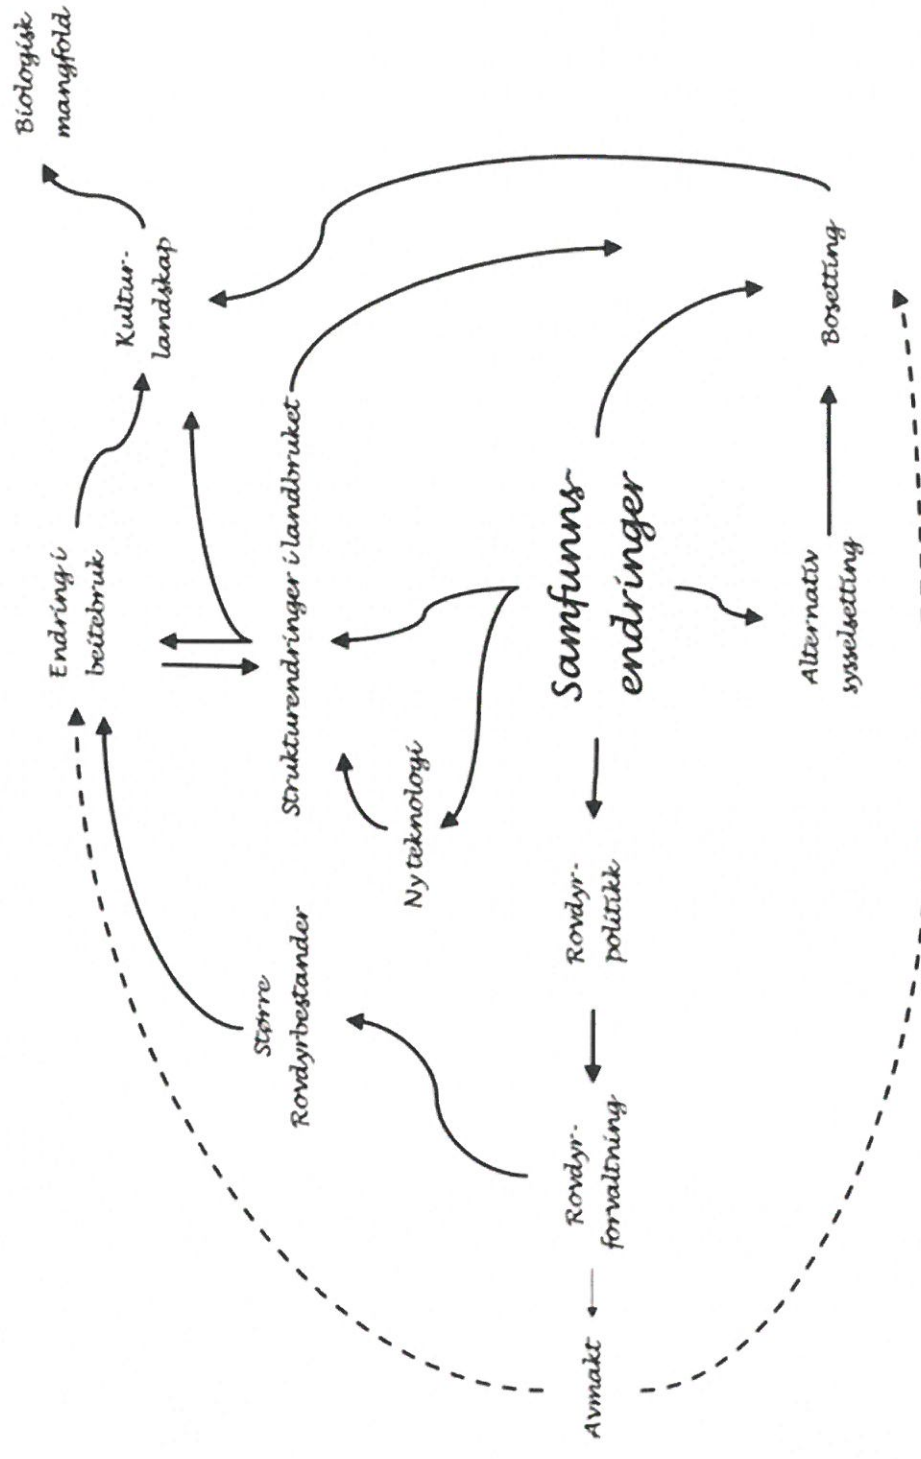 Biologisk
mangfold
Kultur-
landskap
Endring i
beitebruk
Strukturendringer i landbruket
Større
Rovdyrbestander
Ny teknologi
Samfunns-
endringer
Rovdyr-
politikk
Rovdyr-
forvaltning
Avmakt
Alternativ
sysselsetting
Bosetting